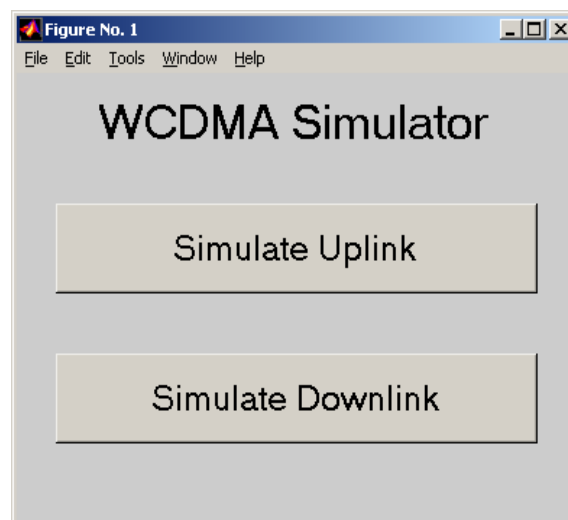 Figure No. 1
File Edit Tools Window Help
WCDMA Simulator
Simulate Uplink
Simulate Downlink